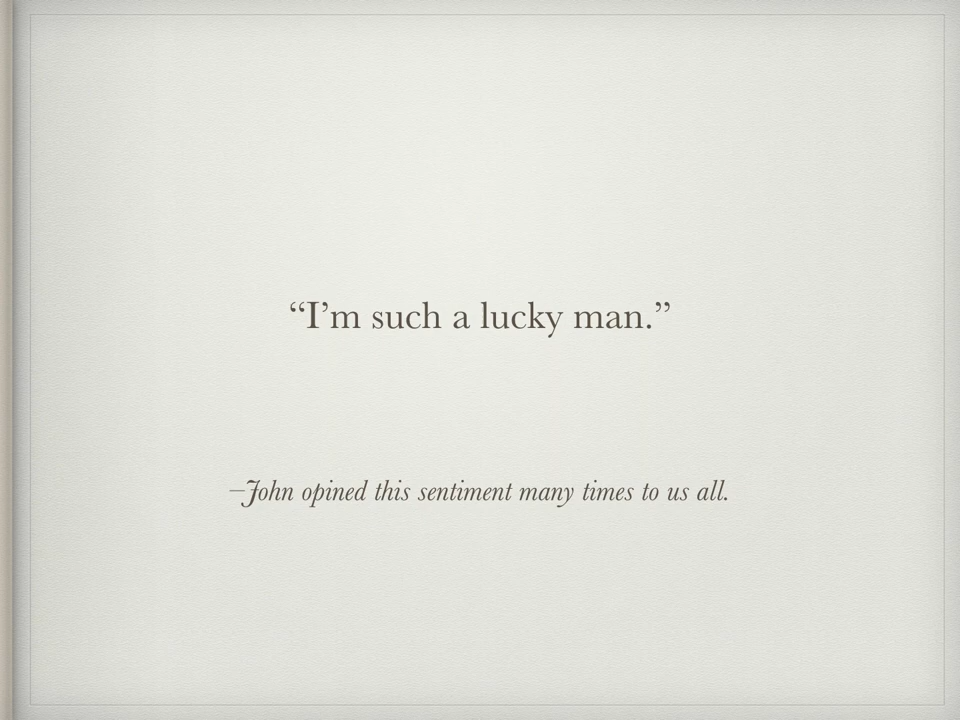 “I’m such a lucky man.”
–John opined this sentiment many times to us all.